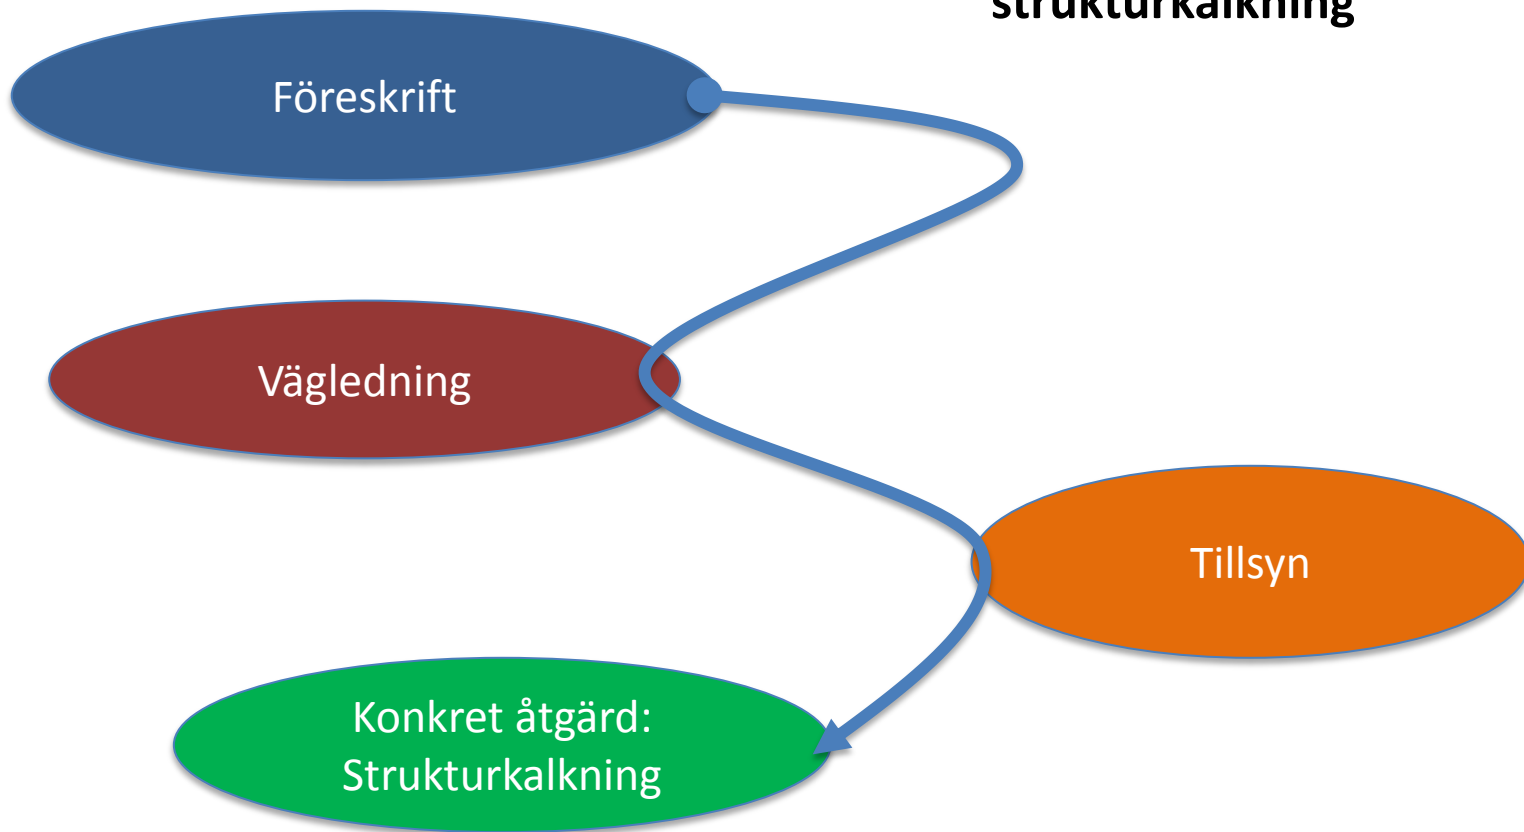 strukturkalkning
Föreskrift
Vägledning
Tillsyn
Konkret åtgärd:
Strukturkalkning